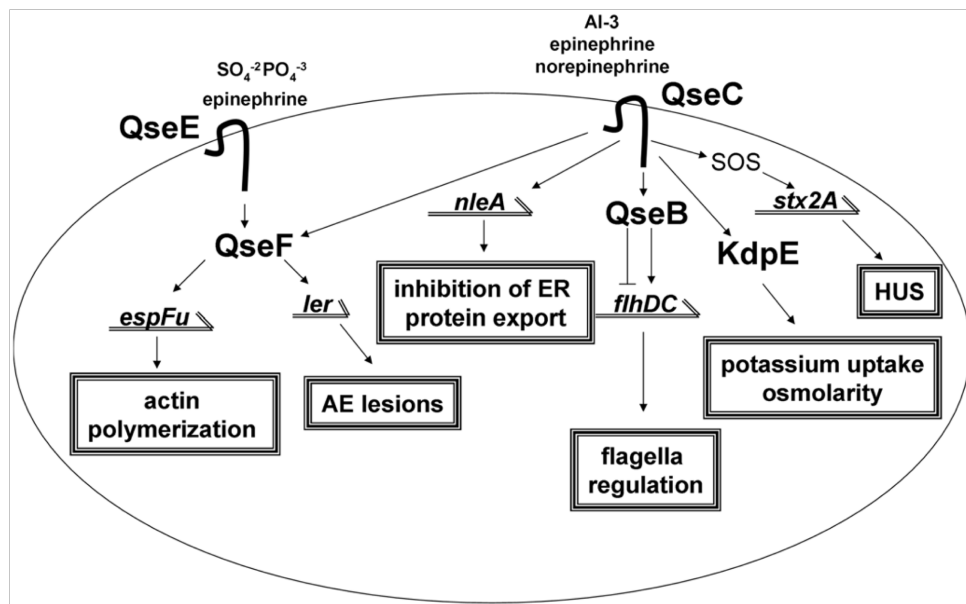 AI-3
epinephrine
norepinephrine
SO₄⁻²PO₄⁻³
epinephrine
QseC
QseE
SOS
nleA
stx2A
QseB
QseF
KdpE
inhibition of ER
protein export
HUS
espFu
ler
flhDC
potassium uptake
osmolarity
actin
polymerization
AE lesions
flagella
regulation